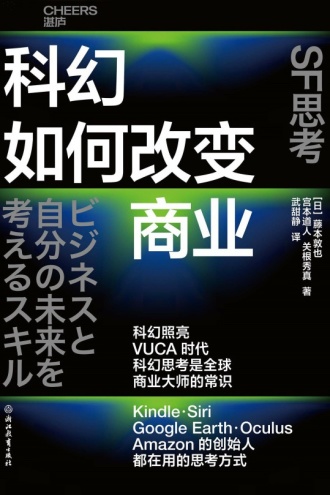 CHEERS
湛庐
科幻
如何改变
商业
SF思考
ビジネスと
自分の未来を
考えるスキル
[日] 藤本敦也
宫本道人 关根秀真 著
武甜静 译
科幻照亮
VUCA 时代
科幻思考是全球
商业大师的常识
Kindle·Siri
Google Earth·Oculus
Amazon 的创始人
都在用的思考方式
浙江教育出版社